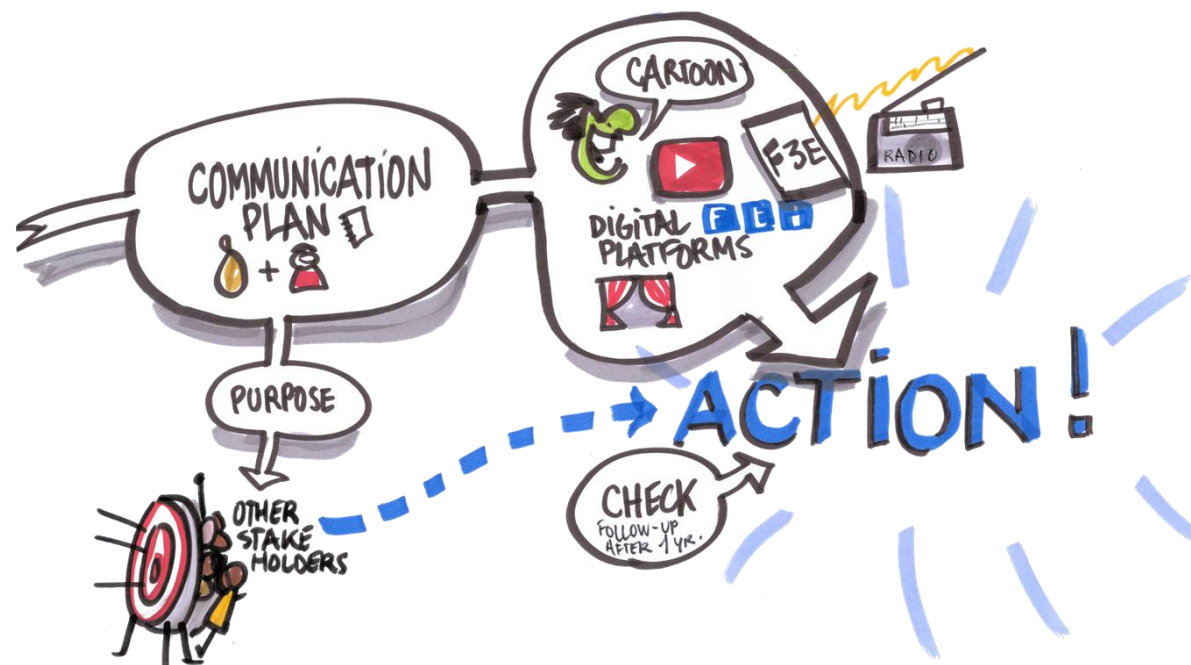 COMMUNICATION
PLAN
PURPOSE
OTHER
STAKE
HOLDERS
CARTOON
F3E
RADIO
DIGITAL
PLATFORMS
ACTION!
CHECK
FOLLOW-UP
AFTER 1 YR.